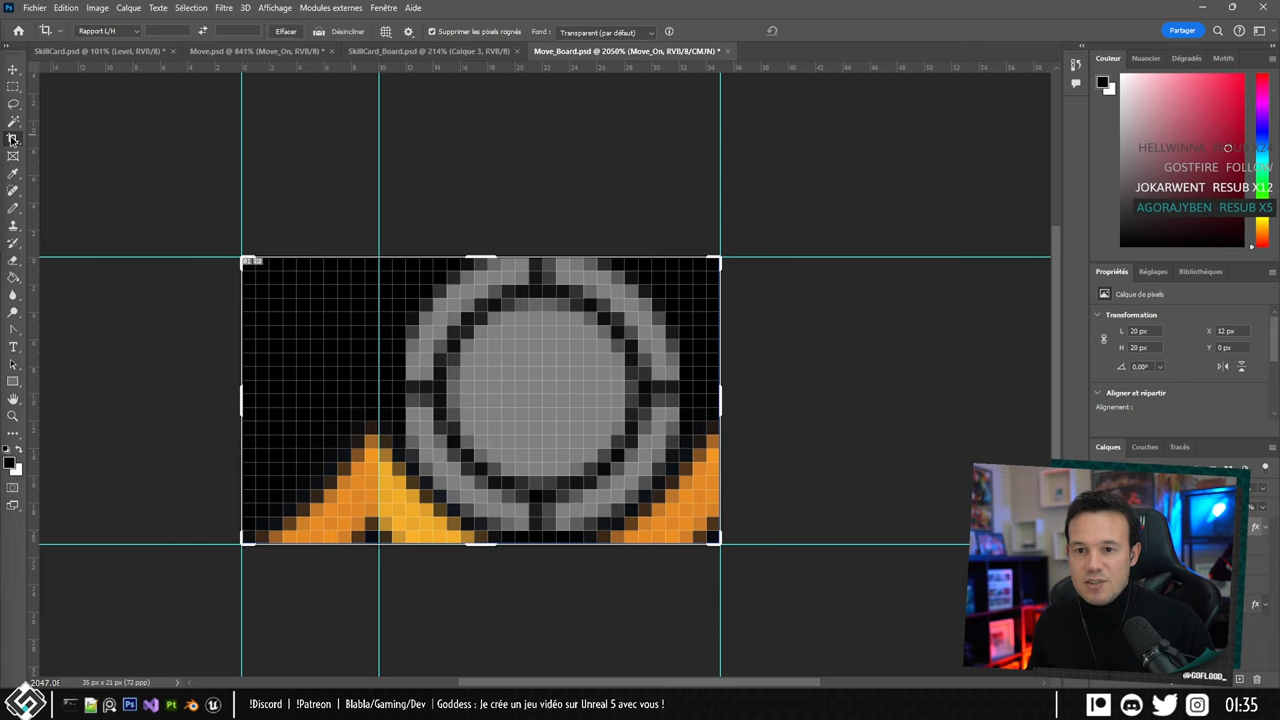 Fichier Edition Image Calque Texte Sélection Filtre 3D Affichage Modules externes Fenêtre Aide
Rapport L/H Effacer Désincliner Supprimer les pixels rognés Fond : Transparent (par défaut) Partager
SkillCard.psd @ 101% (Level, RVB/8) * × Move.psd @ 841% (Move_On, RVB/8) * × SkillCard_Board.psd @ 214% (Calque 3, RVB/8) × Move_Board.psd @ 2050% (Move_On, RVB/8/CMJN) * ×
Couleur Nuancier Dégradés Motifs
HELLWINNA RESUB X24
GOSTFIRE FOLLOW
JOKARWENT RESUB X12
AGORAJYBEN RESUB X5
Propriétés Réglages Bibliothèques
Calque de pixels
Transformation
L 20 px X 12 px
H 20 px Y 0 px
0,00°
Aligner et répartir
Alignement :
Calques Couches Tracés
@GOFLOOD_
35 px x 21 px (72 ppp)
!Discord !Patreon Blabla/Gaming/Dev Goddess : Je crée un jeu vidéo sur Unreal 5 avec vous ! 01:35